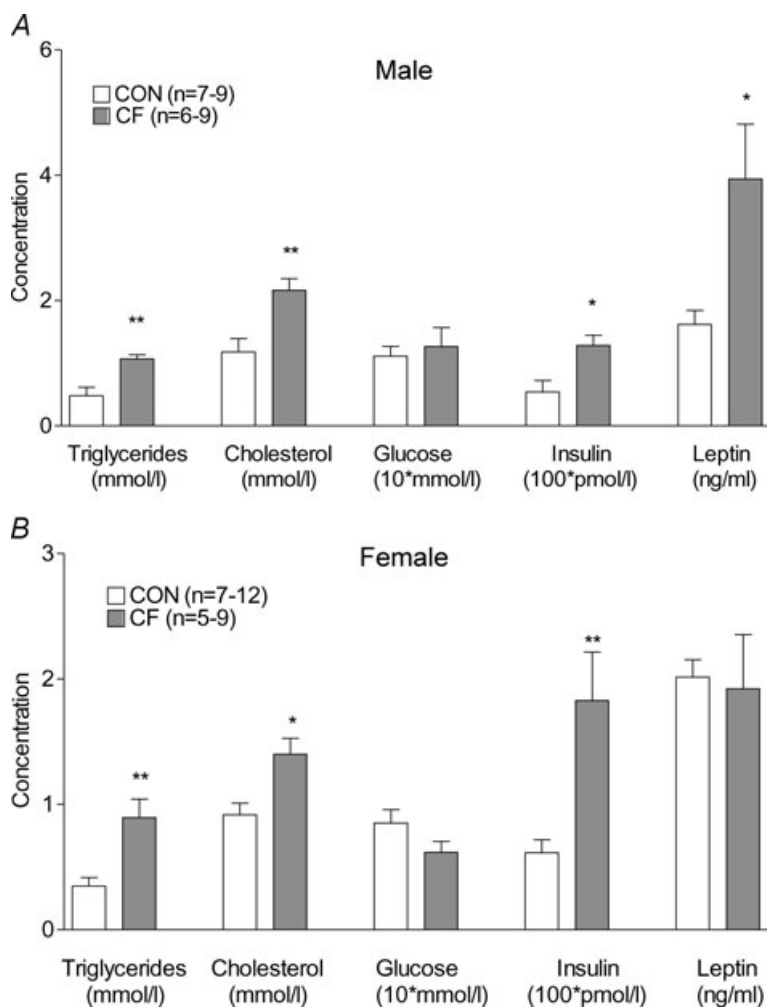 A
6
Male
CON (n=7-9)
CF (n=6-9)
*
4
Concentration
**
2
**
*
0
Triglycerides Cholesterol Glucose Insulin Leptin
(mmol/l) (mmol/l) (10*mmol/l) (100*pmol/l) (ng/ml)
B
3
Female
CON (n=7-12)
CF (n=5-9)
**
2
Concentration
*
**
1
0
Triglycerides Cholesterol Glucose Insulin Leptin
(mmol/l) (mmol/l) (10*mmol/l) (100*pmol/l) (ng/ml)